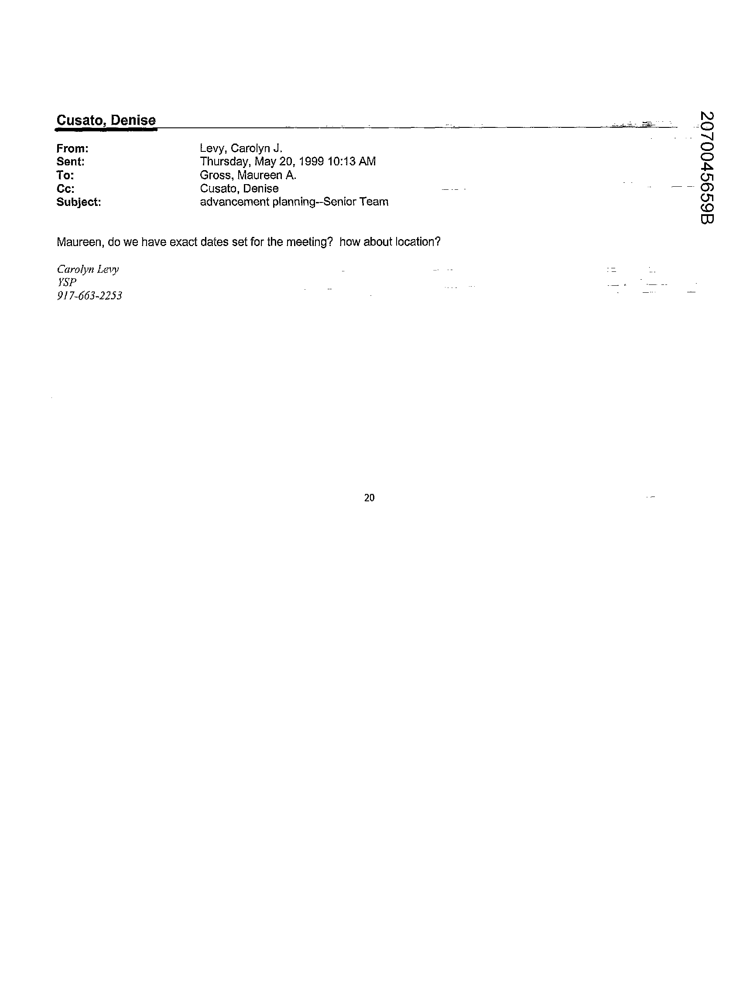 Cusato, Denise
From: Levy, Carolyn J.
Sent: Thursday, May 20, 1999 10:13 AM
To: Gross, Maureen A.
Cc: Cusato, Denise
Subject: advancement planning--Senior Team
Maureen, do we have exact dates set for the meeting? how about location?
Carolyn Levy
YSP
917-663-2253
20
2070045659B